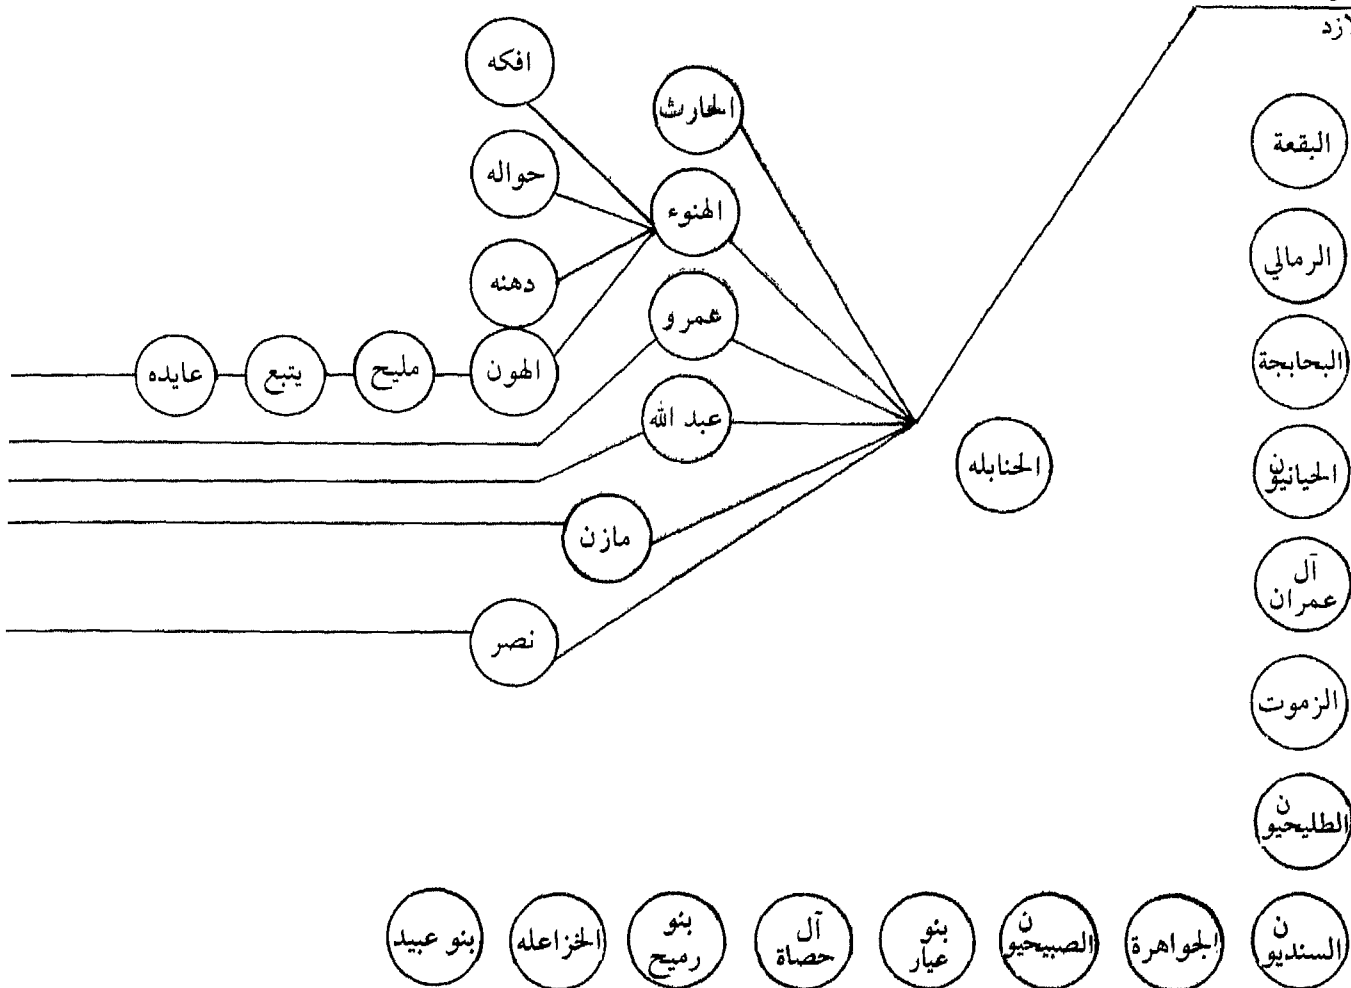 افكه
الحارث
البقعة
حواله
الهنوء
الرمالي
دهنه
عمرو
البحابجة
الهون
مليح
يتبع
عايده
عبد الله
الحنابله
الحيانيون
مازن
آل
عمران
نصر
الزموت
الطليحيون
السنديون
الجواهرة
الصبيحيون
بنو
عيار
آل
حصاة
بنو
رميح
الخزاعله
بنو عبيد